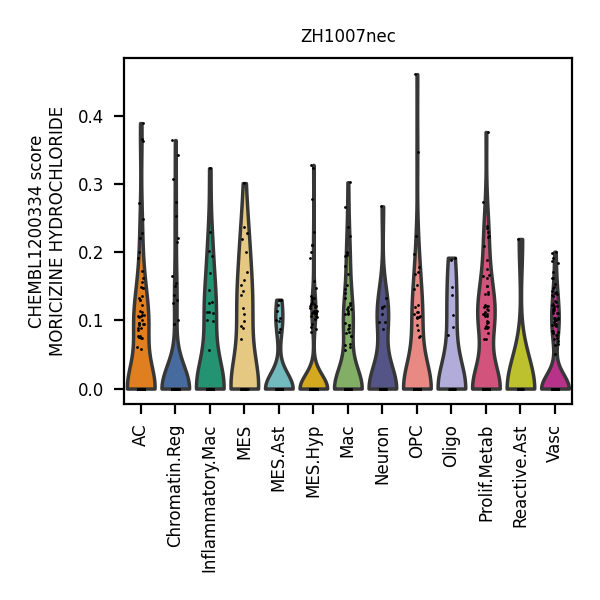 ZH1007nec
CHEMBL1200334 score
MORICIZINE HYDROCHLORIDE
0.4
0.3
0.2
0.1
0.0
AC
Chromatin.Reg
Inflammatory.Mac
MES
MES.Ast
MES.Hyp
Mac
Neuron
OPC
Oligo
Prolif.Metab
Reactive.Ast
Vasc